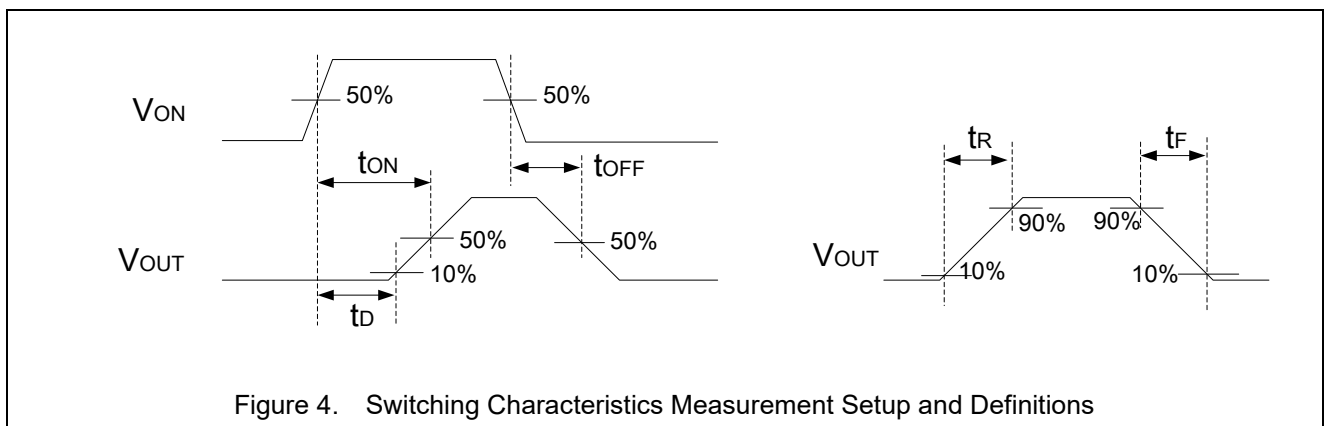 VON
50%
50%
tON
tOFF
VOUT
50%
50%
10%
tD
tR
tF
VOUT
90%
90%
10%
10%
Figure 4. Switching Characteristics Measurement Setup and Definitions